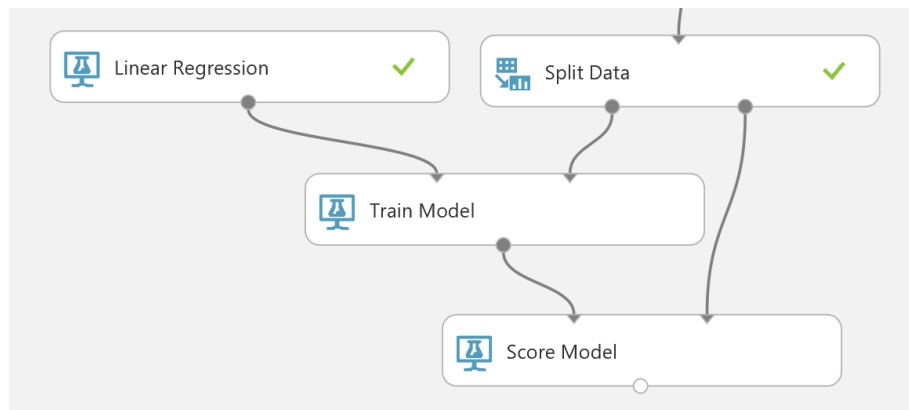 Linear Regression
Split Data
Train Model
Score Model